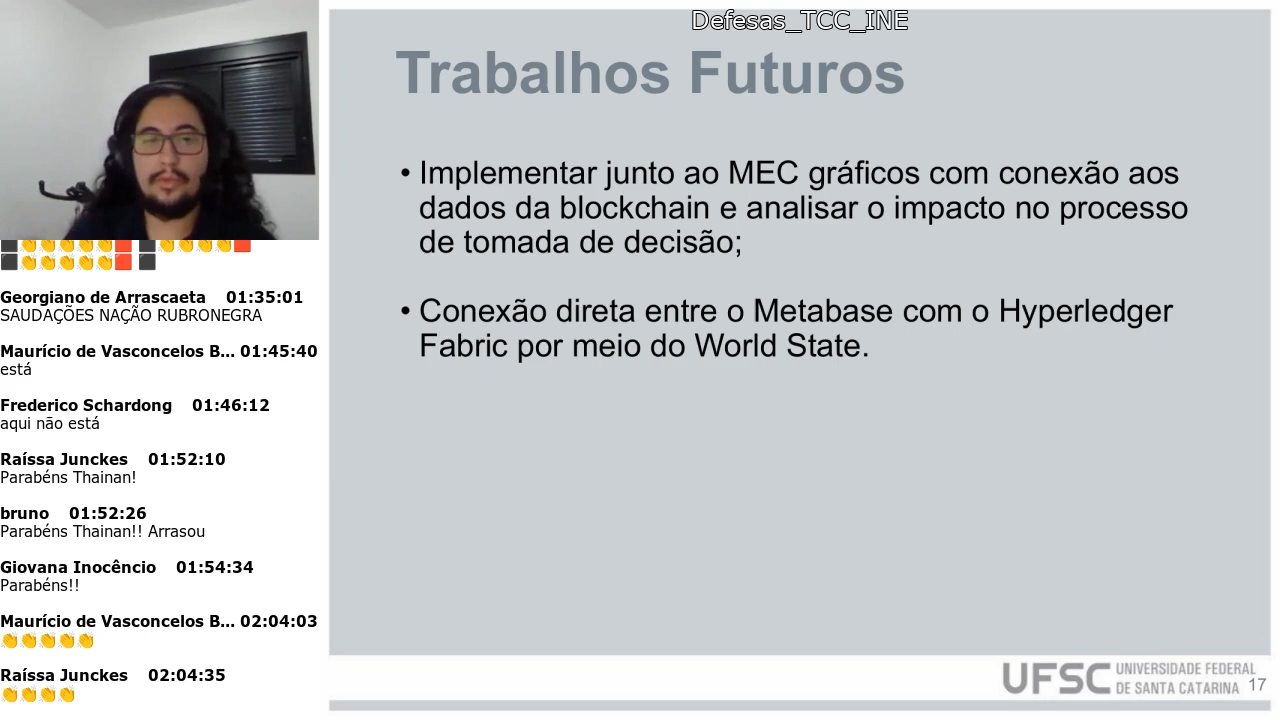 Defesas_TCC_INE
Trabalhos Futuros
• Implementar junto ao MEC gráficos com conexão aos
dados da blockchain e analisar o impacto no processo
de tomada de decisão;
• Conexão direta entre o Metabase com o Hyperledger
Fabric por meio do World State.
UFSC UNIVERSIDADE FEDERAL
DE SANTA CATARINA
17
⬛👏👏👏👏👏🟥 ⬛👏👏👏👏🟥
⬛👏👏👏👏👏🟥 ⬛
Georgiano de Arrascaeta 01:35:01
SAUDAÇÕES NAÇÃO RUBRONEGRA
Maurício de Vasconcelos B... 01:45:40
está
Frederico Schardong 01:46:12
aqui não está
Raíssa Junckes 01:52:10
Parabéns Thainan!
bruno 01:52:26
Parabéns Thainan!! Arrasou
Giovana Inocêncio 01:54:34
Parabéns!!
Maurício de Vasconcelos B... 02:04:03
👏👏👏👏👏
Raíssa Junckes 02:04:35
👏👏👏👏